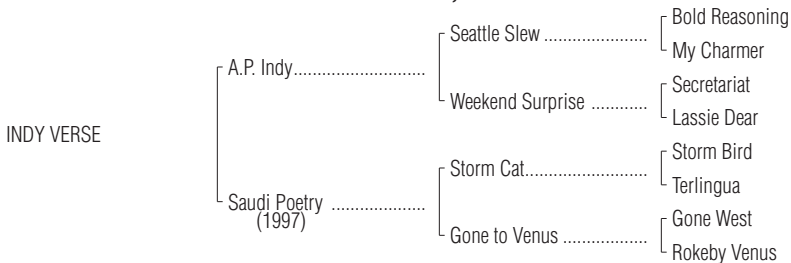 Bold Reasoning
Seattle Slew ......................
My Charmer
A.P. Indy...........................
Secretariat
Weekend Surprise ............
Lassie Dear
INDY VERSE
Storm Bird
Storm Cat..........................
Terlingua
Saudi Poetry ...................
(1997)
Gone West
Gone to Venus ..................
Rokeby Venus